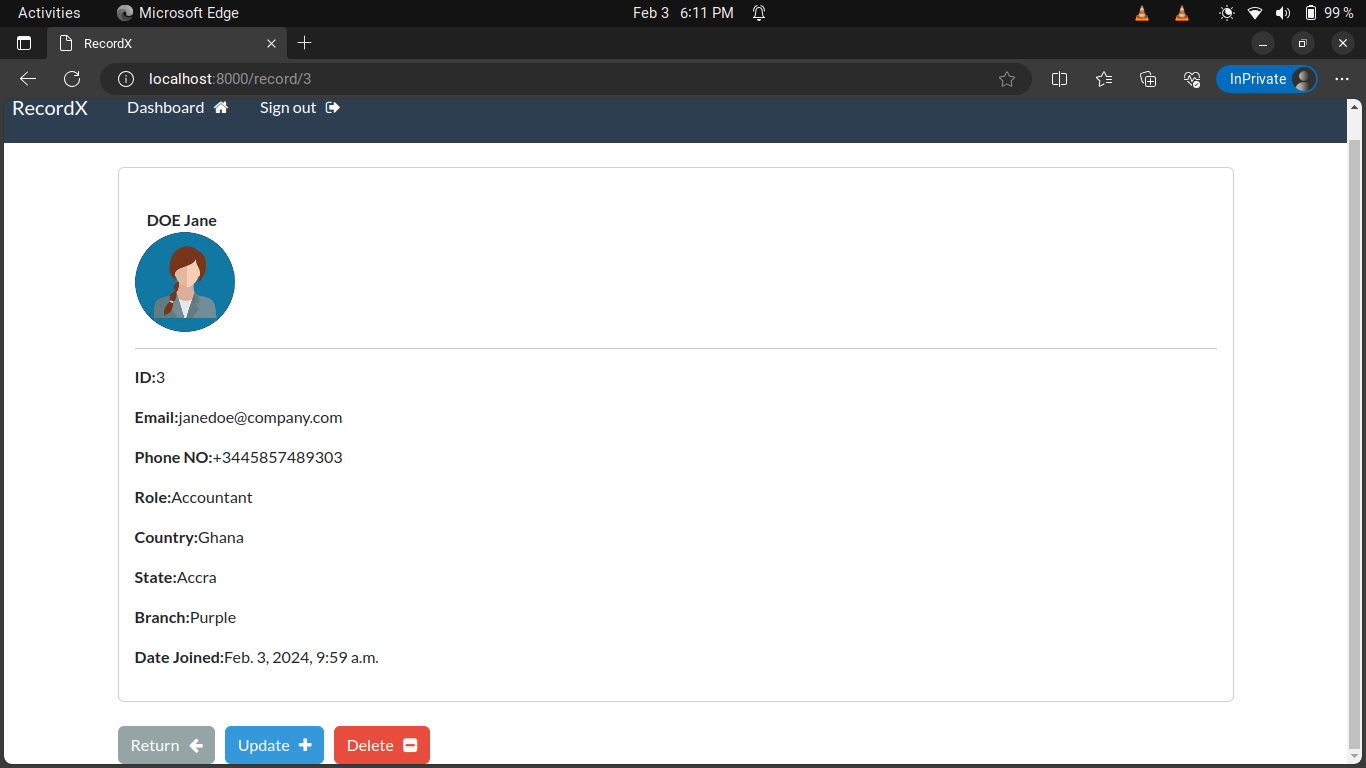 Activities Microsoft Edge Feb 3 6:11 PM 99 %
RecordX
localhost:8000/record/3 InPrivate
RecordX Dashboard Sign out
DOE Jane
ID:3
Email:janedoe@company.com
Phone NO:+3445857489303
Role:Accountant
Country:Ghana
State:Accra
Branch:Purple
Date Joined:Feb. 3, 2024, 9:59 a.m.
Return Update Delete